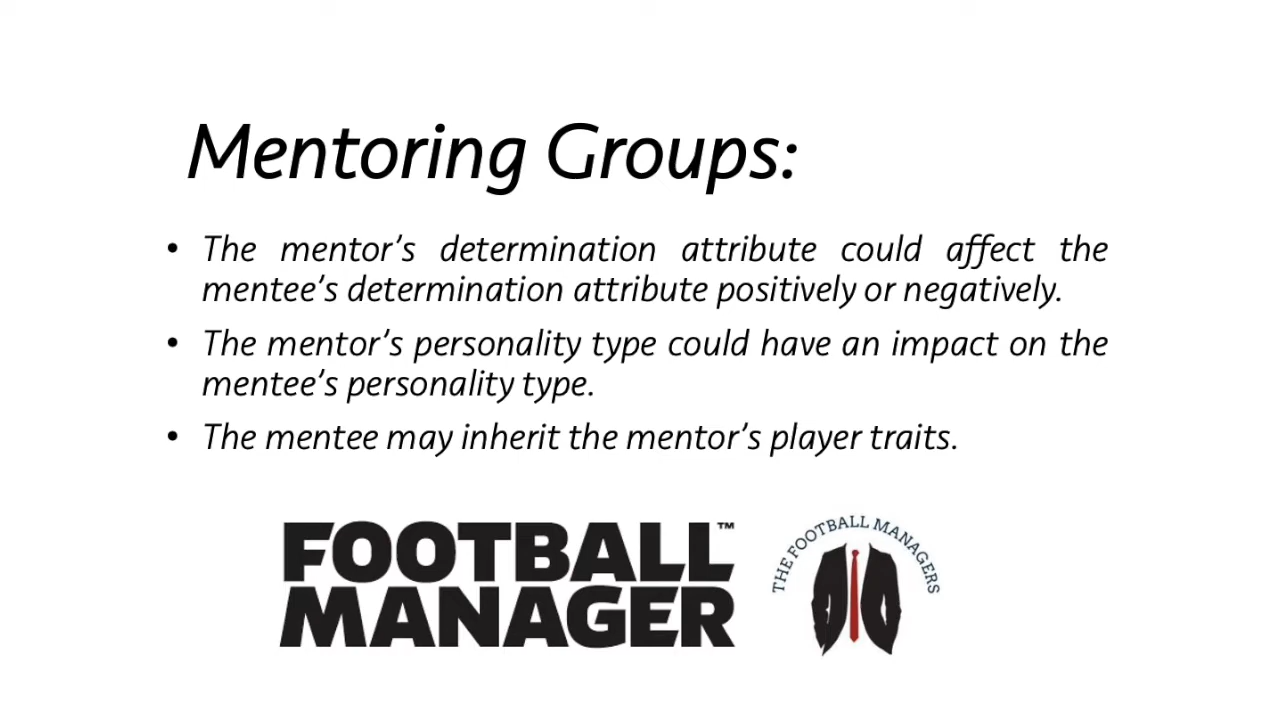 Mentoring Groups:
• The mentor’s determination attribute could affect the
mentee’s determination attribute positively or negatively.
• The mentor’s personality type could have an impact on the
mentee’s personality type.
• The mentee may inherit the mentor’s player traits.
FOOTBALL™
MANAGER
THE FOOTBALL MANAGERS